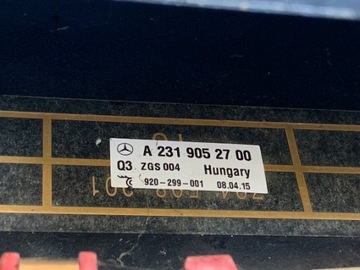 A 231 905 27 00
Q3 ZGS 004 Hungary
920-299-001 08.04.15